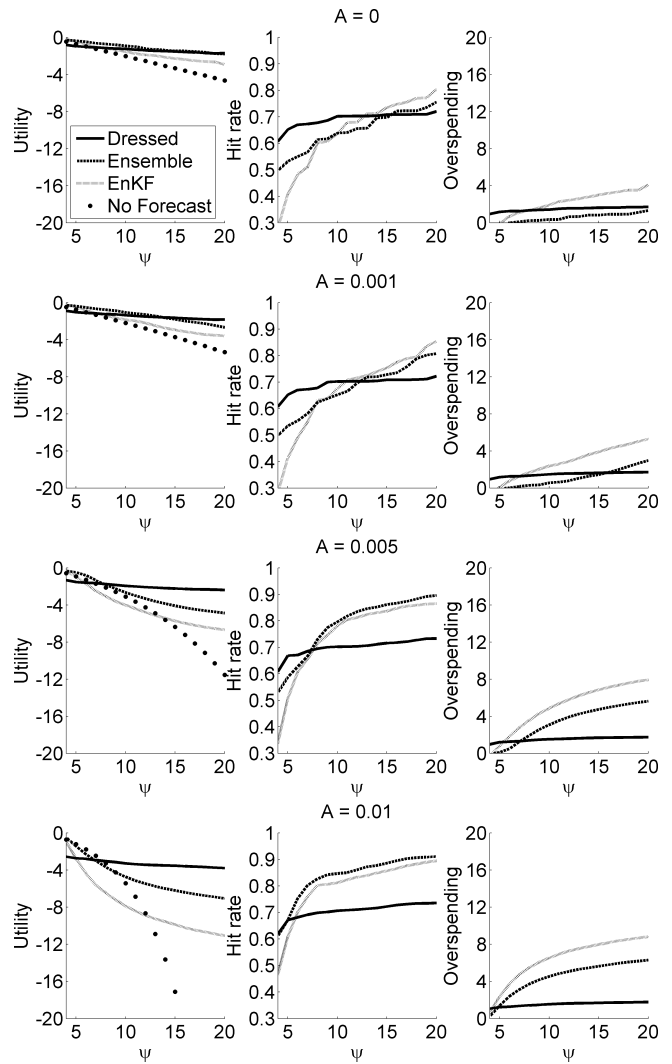 A = 0
Utility
0
-4
-8
-12
-16
-20
Dressed
Ensemble
EnKF
No Forecast
5 10 15 20
ψ
Hit rate
1
0.9
0.8
0.7
0.6
0.5
0.4
0.3
5 10 15 20
ψ
Overspending
20
16
12
8
4
0
5 10 15 20
ψ
A = 0.001
Utility
0
-4
-8
-12
-16
-20
5 10 15 20
ψ
Hit rate
1
0.9
0.8
0.7
0.6
0.5
0.4
0.3
5 10 15 20
ψ
Overspending
20
16
12
8
4
0
5 10 15 20
ψ
A = 0.005
Utility
0
-4
-8
-12
-16
-20
5 10 15 20
ψ
Hit rate
1
0.9
0.8
0.7
0.6
0.5
0.4
0.3
5 10 15 20
ψ
Overspending
20
16
12
8
4
0
5 10 15 20
ψ
A = 0.01
Utility
0
-4
-8
-12
-16
-20
5 10 15 20
ψ
Hit rate
1
0.9
0.8
0.7
0.6
0.5
0.4
0.3
5 10 15 20
ψ
Overspending
20
16
12
8
4
0
5 10 15 20
ψ